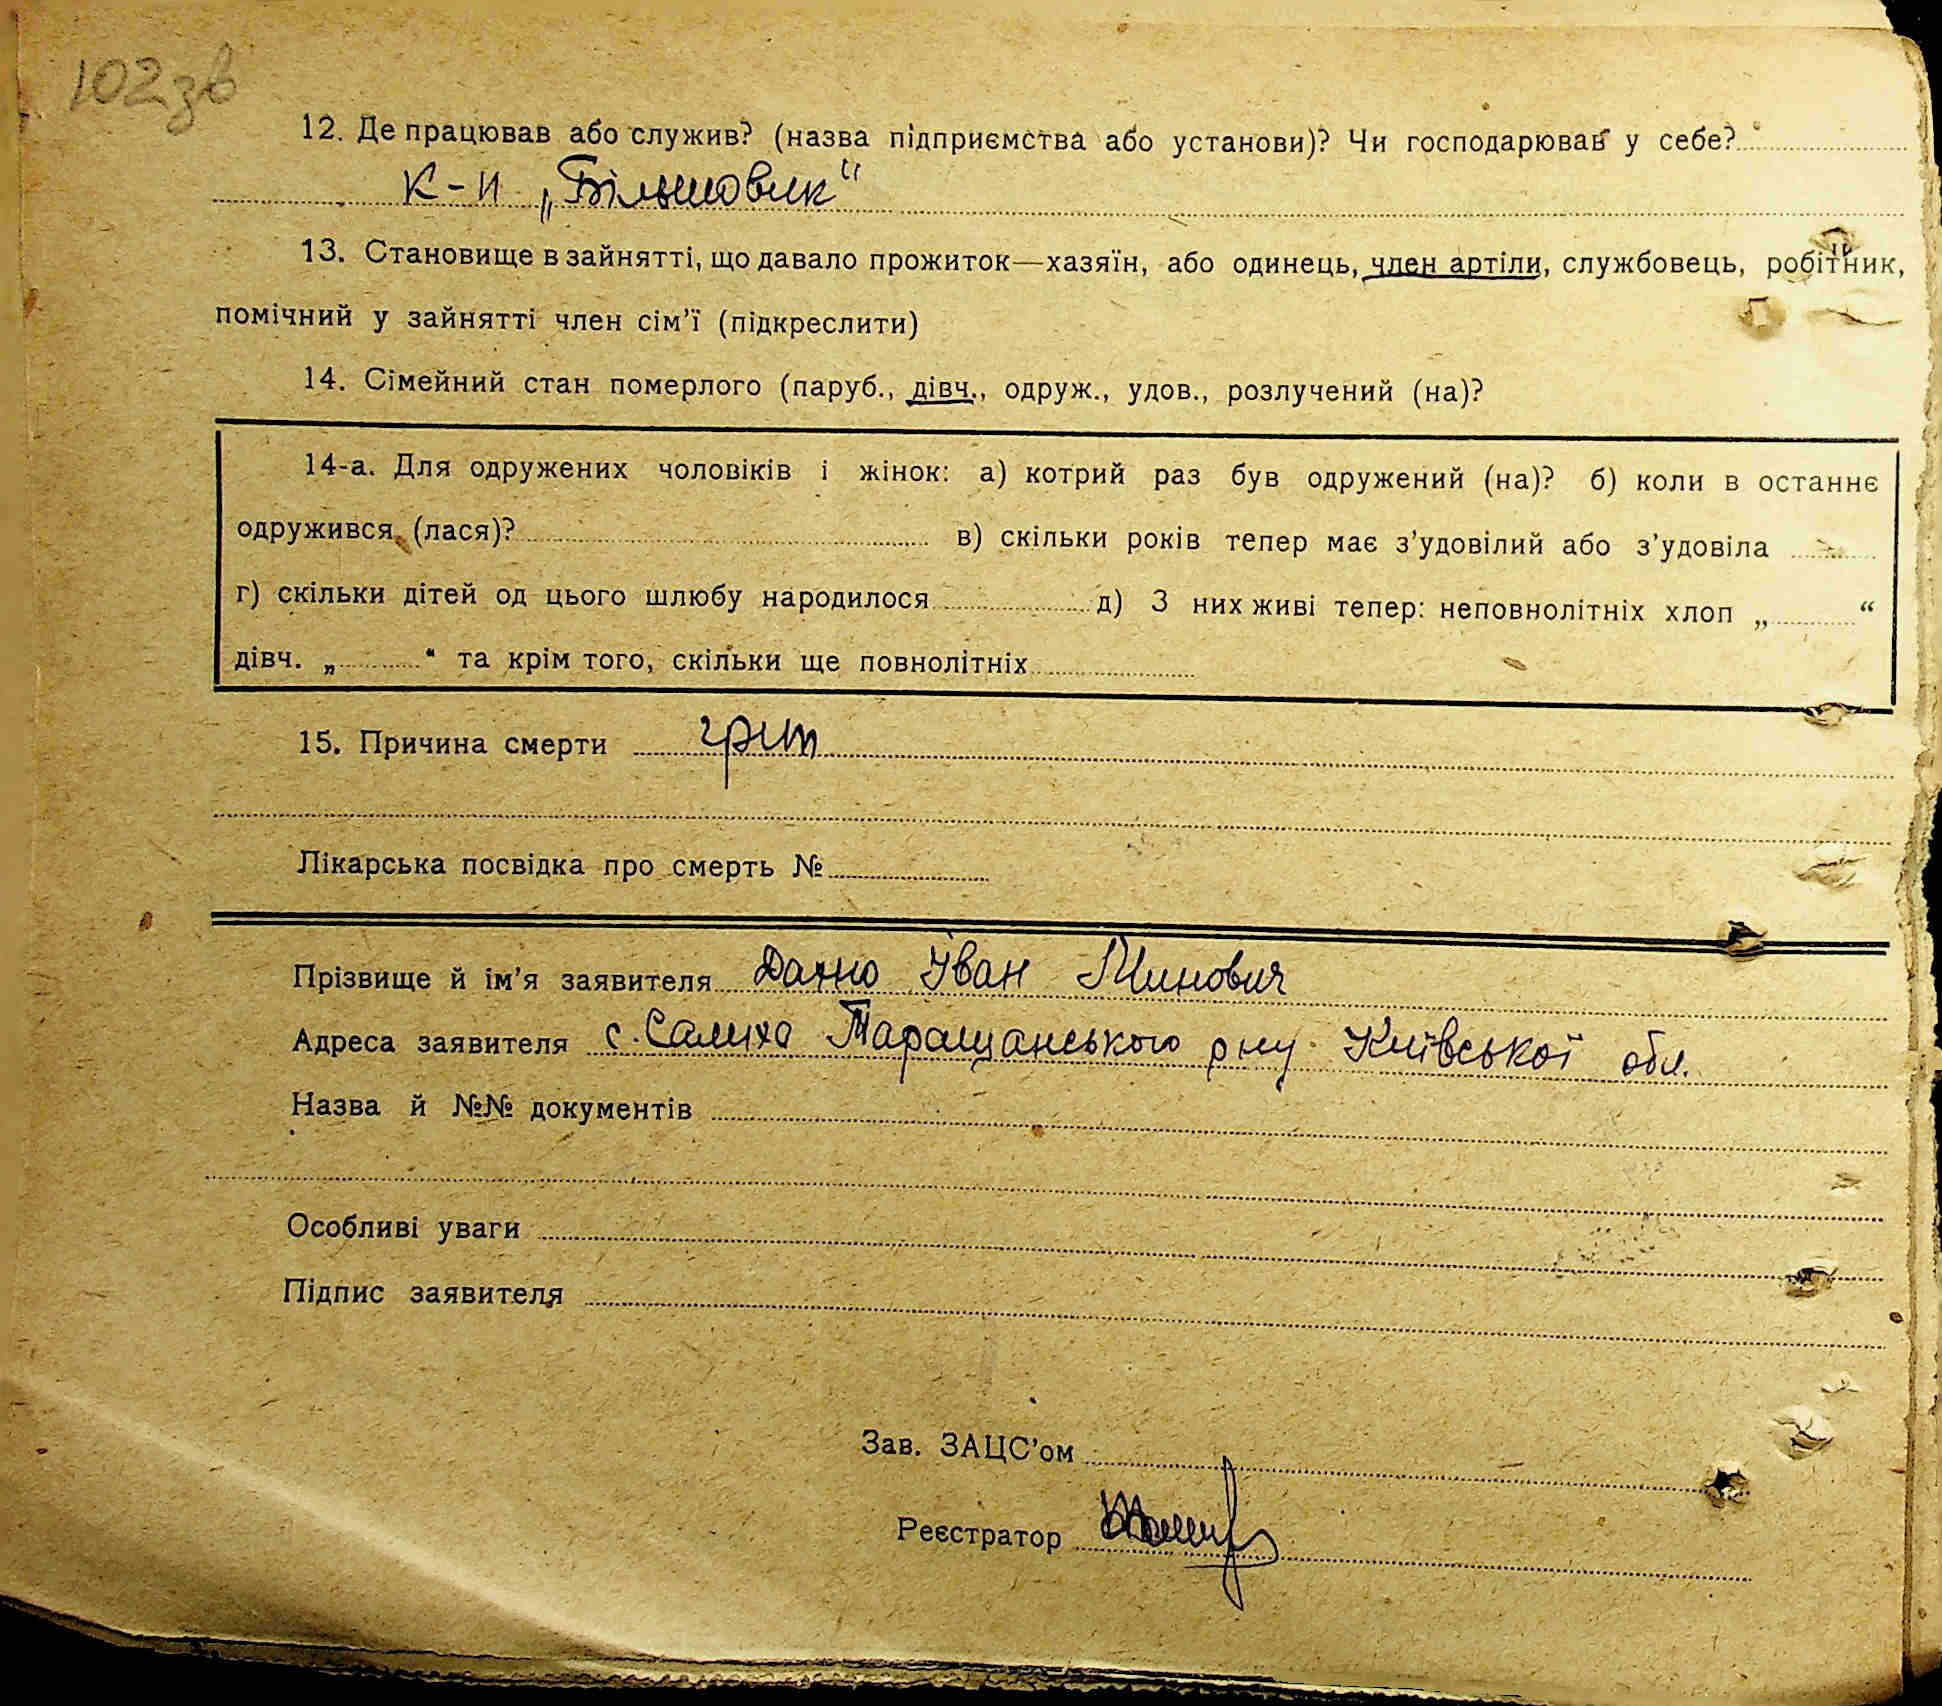 102зв
12. Де працював або служив? (назва підприємства або установи)? Чи господарював у себе?
К-п „Більшовик“
13. Становище в зайнятті, що давало прожиток—хазяїн, або одинець, член артіли, службовець, робітник,
помічний у зайнятті член сім’ї (підкреслити)
14. Сімейний стан померлого (паруб., дівч., одруж., удов., розлучений (на)?
14-а. Для одружених чоловіків і жінок: а) котрий раз був одружений (на)? б) коли в останнє
одружився (лася)? в) скільки років тепер має з’удовілий або з’удовіла
г) скільки дітей од цього шлюбу народилося д) З них живі тепер: неповнолітніх хлоп „ “
дівч. „ “ та крім того, скільки ще повнолітніх
15. Причина смерти грип
Лікарська посвідка про смерть №
Прізвище й ім’я заявителя Дахно Іван Минович
Адреса заявителя с. Салиха Таращанського рну Київської обл.
Назва й №№ документів
Особливі уваги
Підпис заявителя
Зав. ЗАЦС’ом
Реєстратор